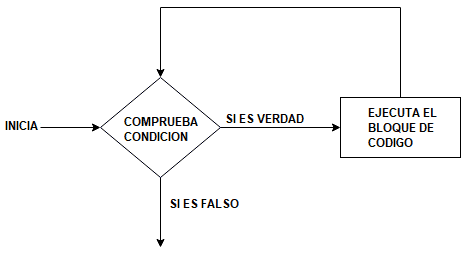 INICIA
COMPRUEBA
CONDICION
SI ES VERDAD
EJECUTA EL
BLOQUE DE
CODIGO
SI ES FALSO